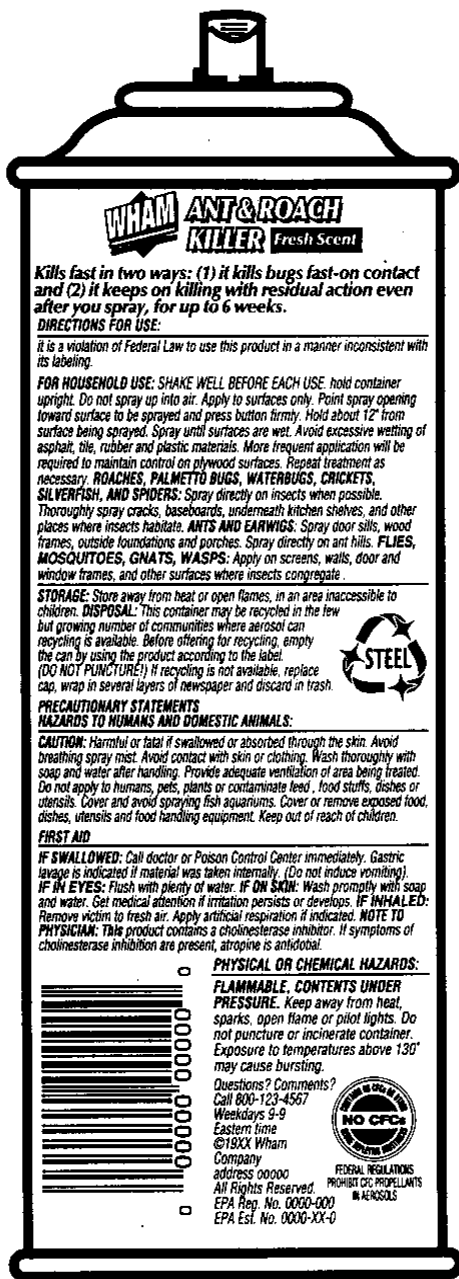 WHAM ANT & ROACH
KILLER Fresh Scent
Kills fast in two ways: (1) it kills bugs fast-on contact
and (2) it keeps on killing with residual action even
after you spray, for up to 6 weeks.
DIRECTIONS FOR USE:
it is a violation of Federal Law to use this product in a manner inconsistent with
its labeling.
FOR HOUSEHOLD USE: SHAKE WELL BEFORE EACH USE. hold container
upright. Do not spray up into air. Apply to surfaces only. Point spray opening
toward surface to be sprayed and press button firmly. Hold about 12" from
surface being sprayed. Spray until surfaces are wet. Avoid excessive wetting of
asphalt, tile, rubber and plastic materials. More frequent application will be
required to maintain control on plywood surfaces. Repeat treatment as
necessary. ROACHES, PALMETTO BUGS, WATERBUGS, CRICKETS,
SILVERFISH, AND SPIDERS: Spray directly on insects when possible.
Thoroughly spray cracks, baseboards, underneath kitchen shelves, and other
places where insects habitate. ANTS AND EARWIGS: Spray door sills, wood
frames, outside foundations and porches. Spray directly on ant hills. FLIES,
MOSQUITOES, GNATS, WASPS: Apply on screens, walls, door and
window frames, and other surfaces where insects congregate .
STORAGE: Store away from heat or open flames, in an area inaccessible to
children. DISPOSAL: This container may be recycled in the few
but growing number of communities where aerosol can
recycling is available. Before offering for recycling, empty
the can by using the product according to the label.
(DO NOT PUNCTURE!) If recycling is not available, replace
cap, wrap in several layers of newspaper and discard in trash.
STEEL
PRECAUTIONARY STATEMENTS
HAZARDS TO HUMANS AND DOMESTIC ANIMALS:
CAUTION: Harmful or fatal if swallowed or absorbed through the skin. Avoid
breathing spray mist. Avoid contact with skin or clothing. Wash thoroughly with
soap and water after handling. Provide adequate ventilation of area being treated.
Do not apply to humans, pets, plants or contaminate feed , food stuffs, dishes or
utensils. Cover and avoid spraying fish aquariums. Cover or remove exposed food,
dishes, utensils and food handling equipment. Keep out of reach of children.
FIRST AID
IF SWALLOWED: Call doctor or Poison Control Center immediately. Gastric
lavage is indicated if material was taken internally. (Do not induce vomiting).
IF IN EYES: Flush with plenty of water. IF ON SKIN: Wash promptly with soap
and water. Get medical attention if irritation persists or develops. IF INHALED:
Remove victim to fresh air. Apply artificial respiration if indicated. NOTE TO
PHYSICIAN: This product contains a cholinesterase inhibitor. If symptoms of
cholinesterase inhibition are present, atropine is antidotal.
PHYSICAL OR CHEMICAL HAZARDS:
FLAMMABLE, CONTENTS UNDER
PRESSURE. Keep away from heat,
sparks, open flame or pilot lights. Do
not puncture or incinerate container.
Exposure to temperatures above 130°
may cause bursting.
Questions? Comments?
Call 800-123-4567
Weekdays 9-9
Eastern time
©19XX Wham
Company
address 00000
All Rights Reserved.
EPA Reg. No. 0000-000
EPA Est. No. 0000-XX-0
0 00000 00000 0
NO CFCs
FEDERAL REGULATIONS
PROHIBIT CFC PROPELLANTS
IN AEROSOLS